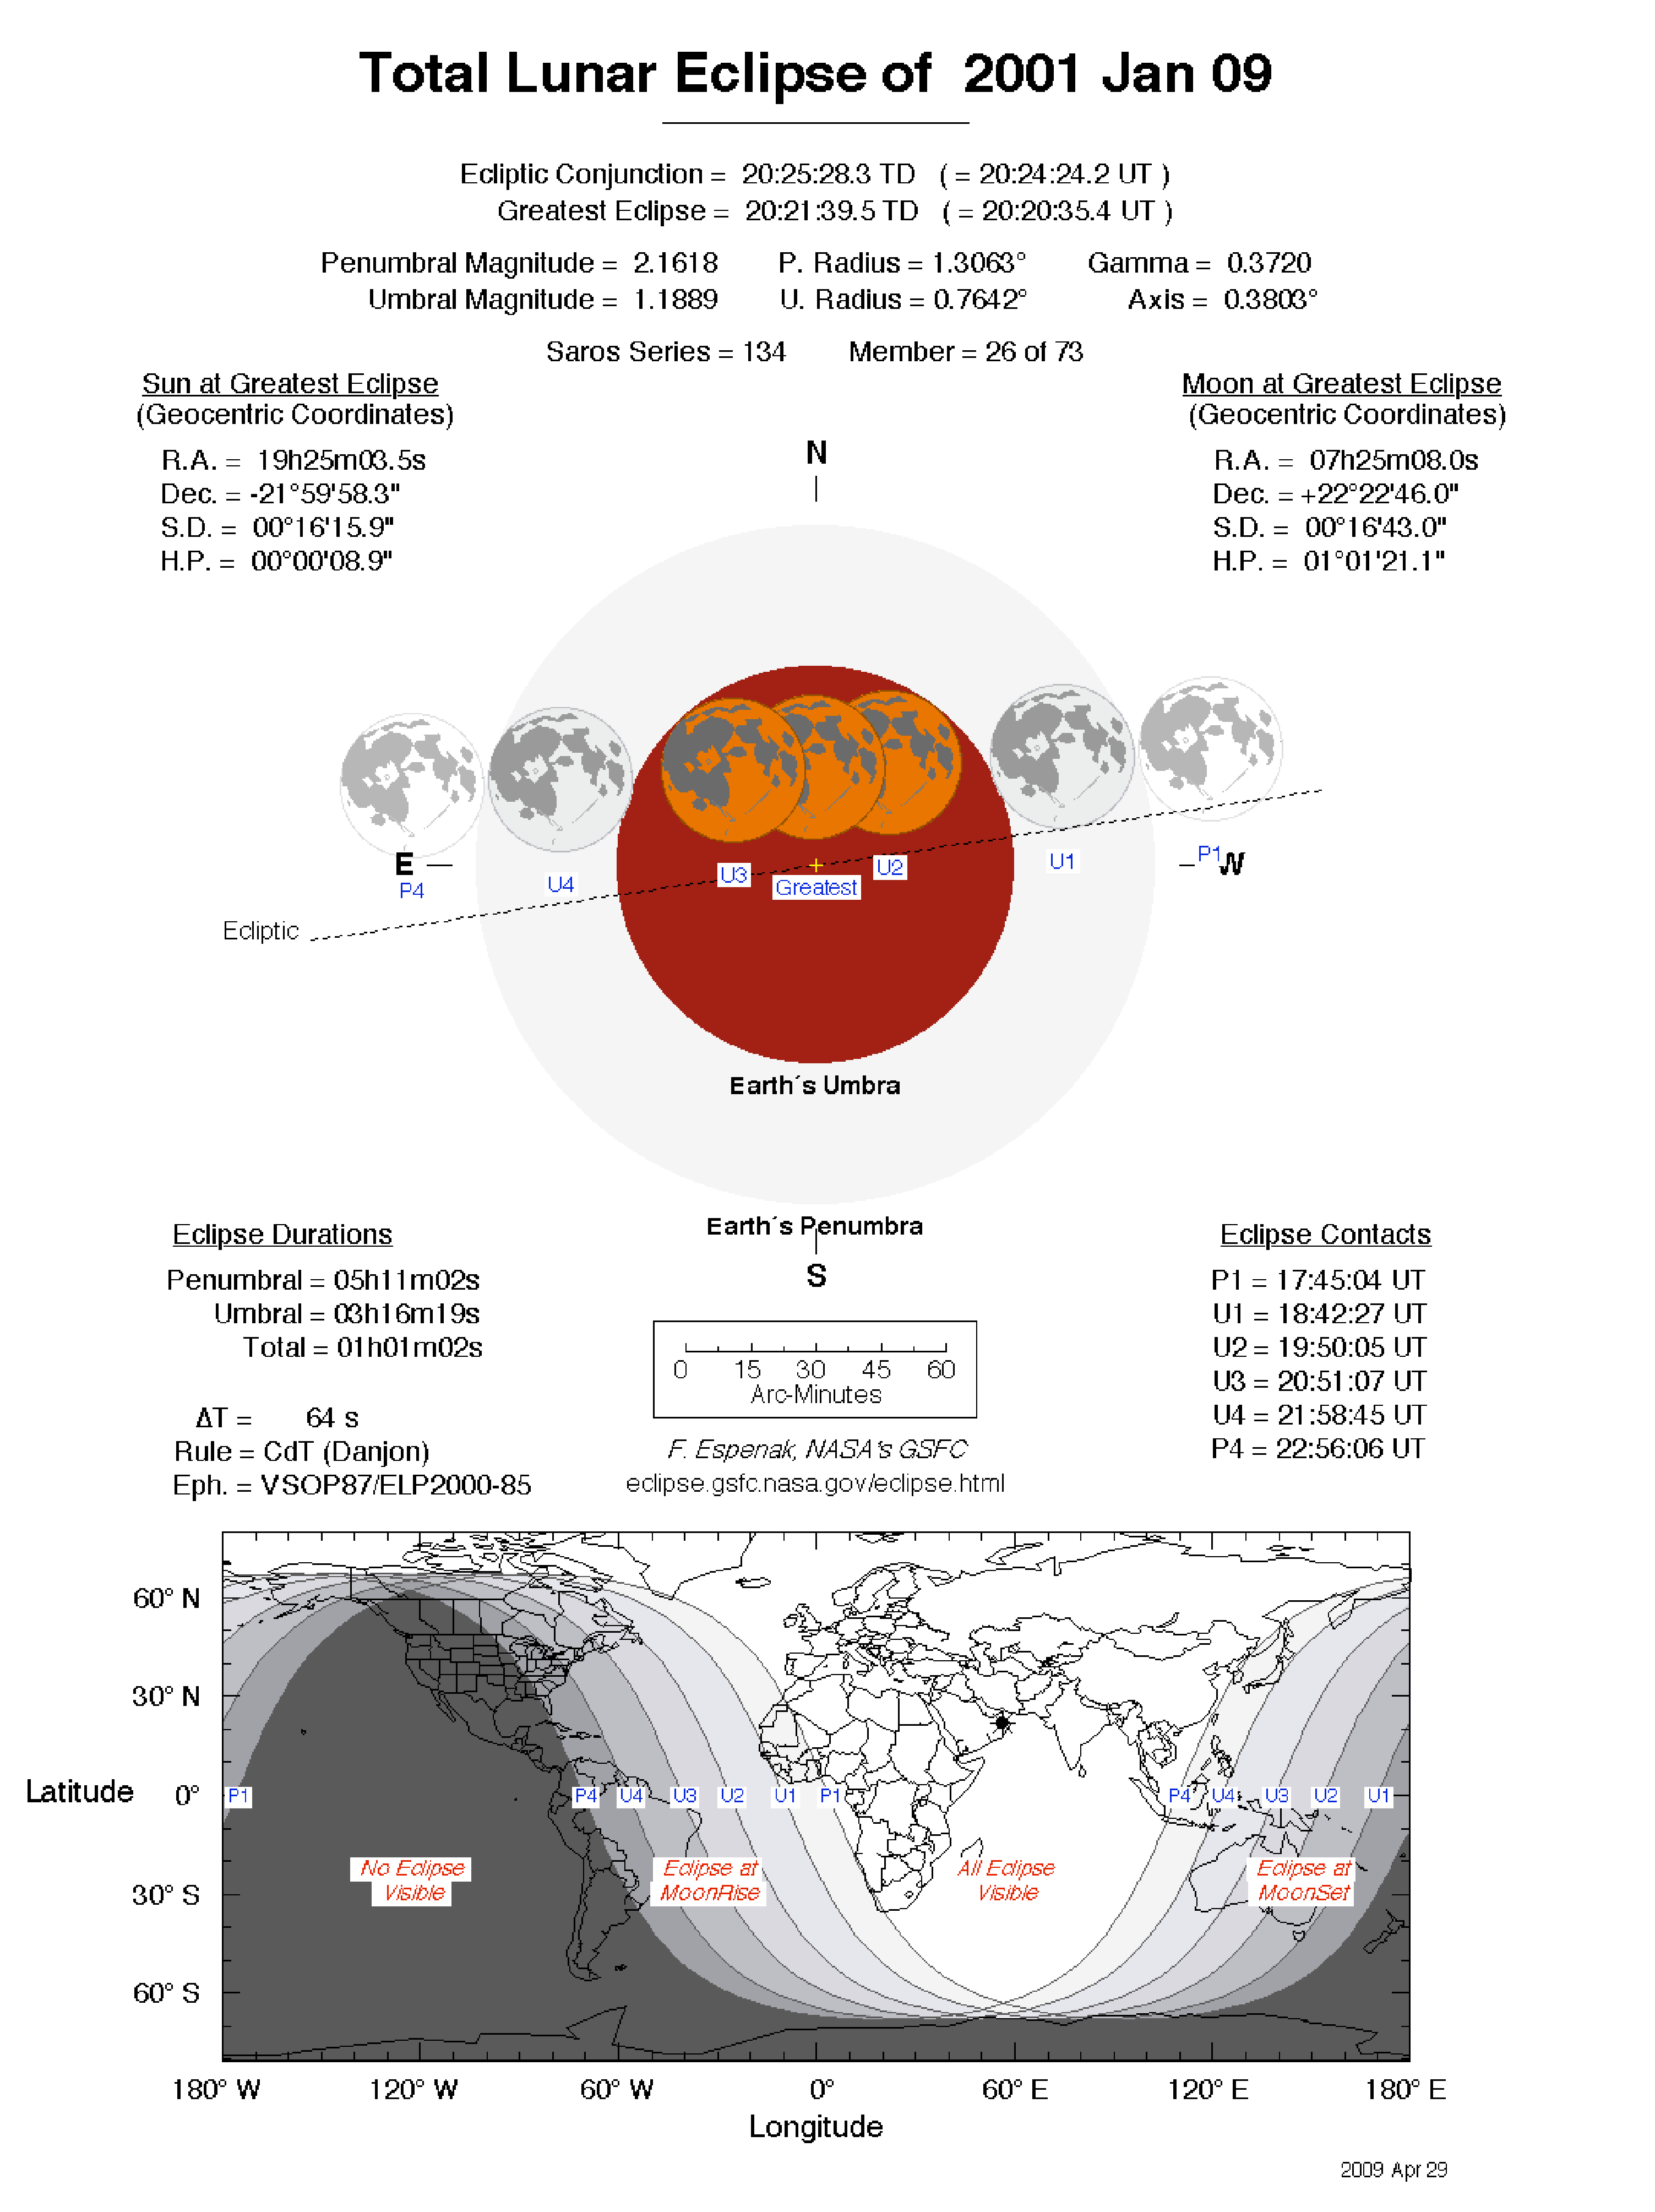 Total Lunar Eclipse of 2001 Jan 09
Ecliptic Conjunction = 20:25:28.3 TD ( = 20:24:24.2 UT )
Greatest Eclipse = 20:21:39.5 TD ( = 20:20:35.4 UT )
Penumbral Magnitude = 2.1618 P. Radius = 1.3063° Gamma = 0.3720
Umbral Magnitude = 1.1889 U. Radius = 0.7642° Axis = 0.3803°
Saros Series = 134 Member = 26 of 73
Sun at Greatest Eclipse
(Geocentric Coordinates)
R.A. = 19h25m03.5s
Dec. = -21°59'58.3"
S.D. = 00°16'15.9"
H.P. = 00°00'08.9"
Moon at Greatest Eclipse
(Geocentric Coordinates)
R.A. = 07h25m08.0s
Dec. = +22°22'46.0"
S.D. = 00°16'43.0"
H.P. = 01°01'21.1"
N
E
P4
U4
U3
Greatest
U2
U1
P1
W
Ecliptic
Earth´s Umbra
Earth´s Penumbra
S
Eclipse Durations
Penumbral = 05h11m02s
Umbral = 03h16m19s
Total = 01h01m02s
ΔT = 64 s
Rule = CdT (Danjon)
Eph. = VSOP87/ELP2000-85
0 15 30 45 60
Arc-Minutes
F. Espenak, NASA's GSFC
eclipse.gsfc.nasa.gov/eclipse.html
Eclipse Contacts
P1 = 17:45:04 UT
U1 = 18:42:27 UT
U2 = 19:50:05 UT
U3 = 20:51:07 UT
U4 = 21:58:45 UT
P4 = 22:56:06 UT
60° N
30° N
Latitude 0°
30° S
60° S
P1 P4 U4 U3 U2 U1 P1 P4 U4 U3 U2 U1
No Eclipse
Visible
Eclipse at
MoonRise
All Eclipse
Visible
Eclipse at
MoonSet
180° W 120° W 60° W 0° 60° E 120° E 180° E
Longitude
2009 Apr 29